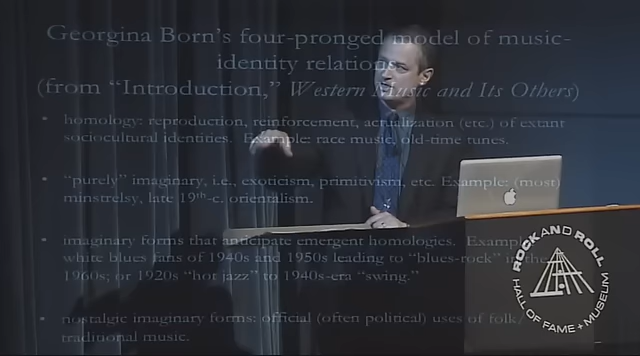 Georgina Born's four-pronged model of music-
identity relations
(from "Introduction," Western Music and Its Others)
• homology: reproduction, reinforcement, actualization (etc.) of extant
sociocultural identities. Example: race music, old-time tunes.
• "purely" imaginary, i.e., exoticism, primitivism, etc. Example: (most)
minstrelsy, late 19th-c. orientalism.
• imaginary forms that anticipate emergent homologies. Example:
white blues fans of 1940s and 1950s leading to "blues-rock" in the
1960s; or 1920s "hot jazz" to 1940s-era "swing."
• nostalgic imaginary forms: official (often political) uses of folk/
traditional music.
ROCK AND ROLL
HALL OF FAME + MUSEUM